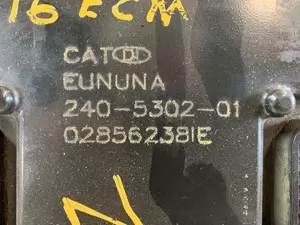 16 ECM
CAT
EUNUNA
240-5302-01
02856238IE